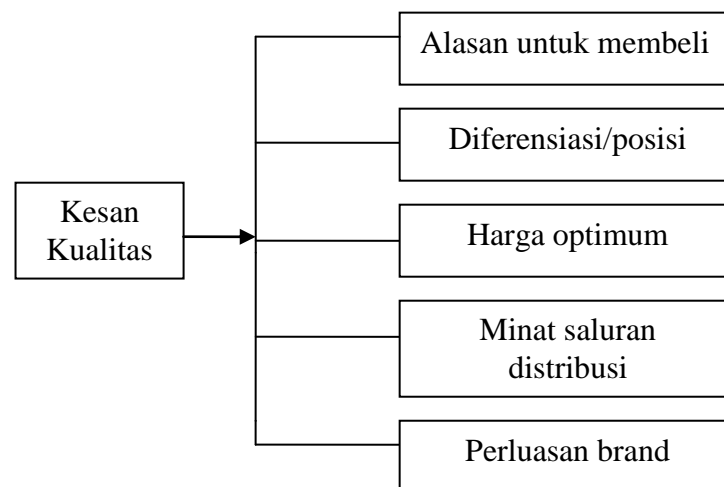 Alasan untuk membeli
Diferensiasi/posisi
Kesan
Kualitas
Harga optimum
Minat saluran
distribusi
Perluasan brand